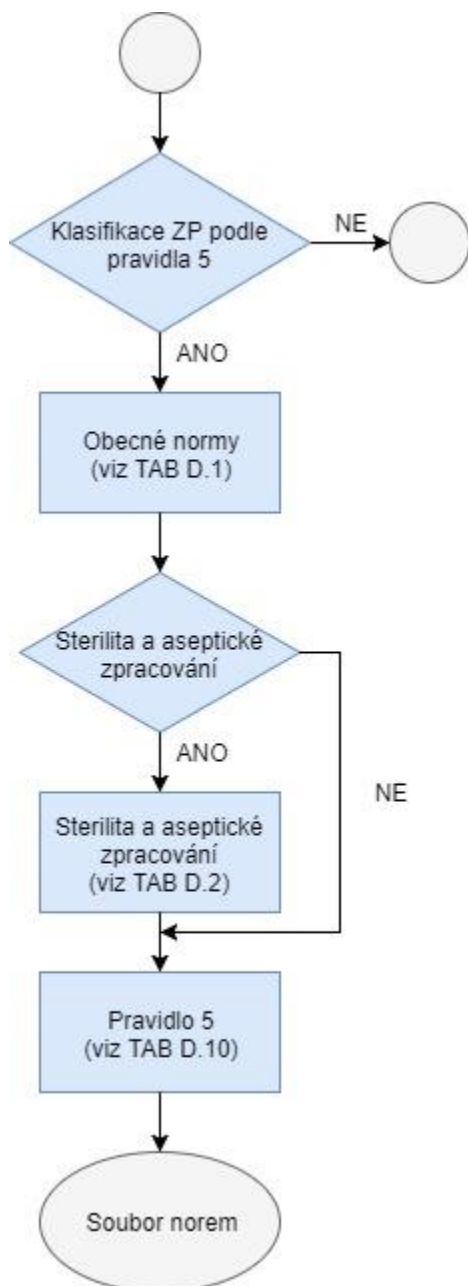 Klasifikace ZP podle
pravidla 5
NE
ANO
Obecné normy
(viz TAB D.1)
Sterilita a aseptické
zpracování
ANO
NE
Sterilita a aseptické
zpracování
(viz TAB D.2)
Pravidlo 5
(viz TAB D.10)
Soubor norem